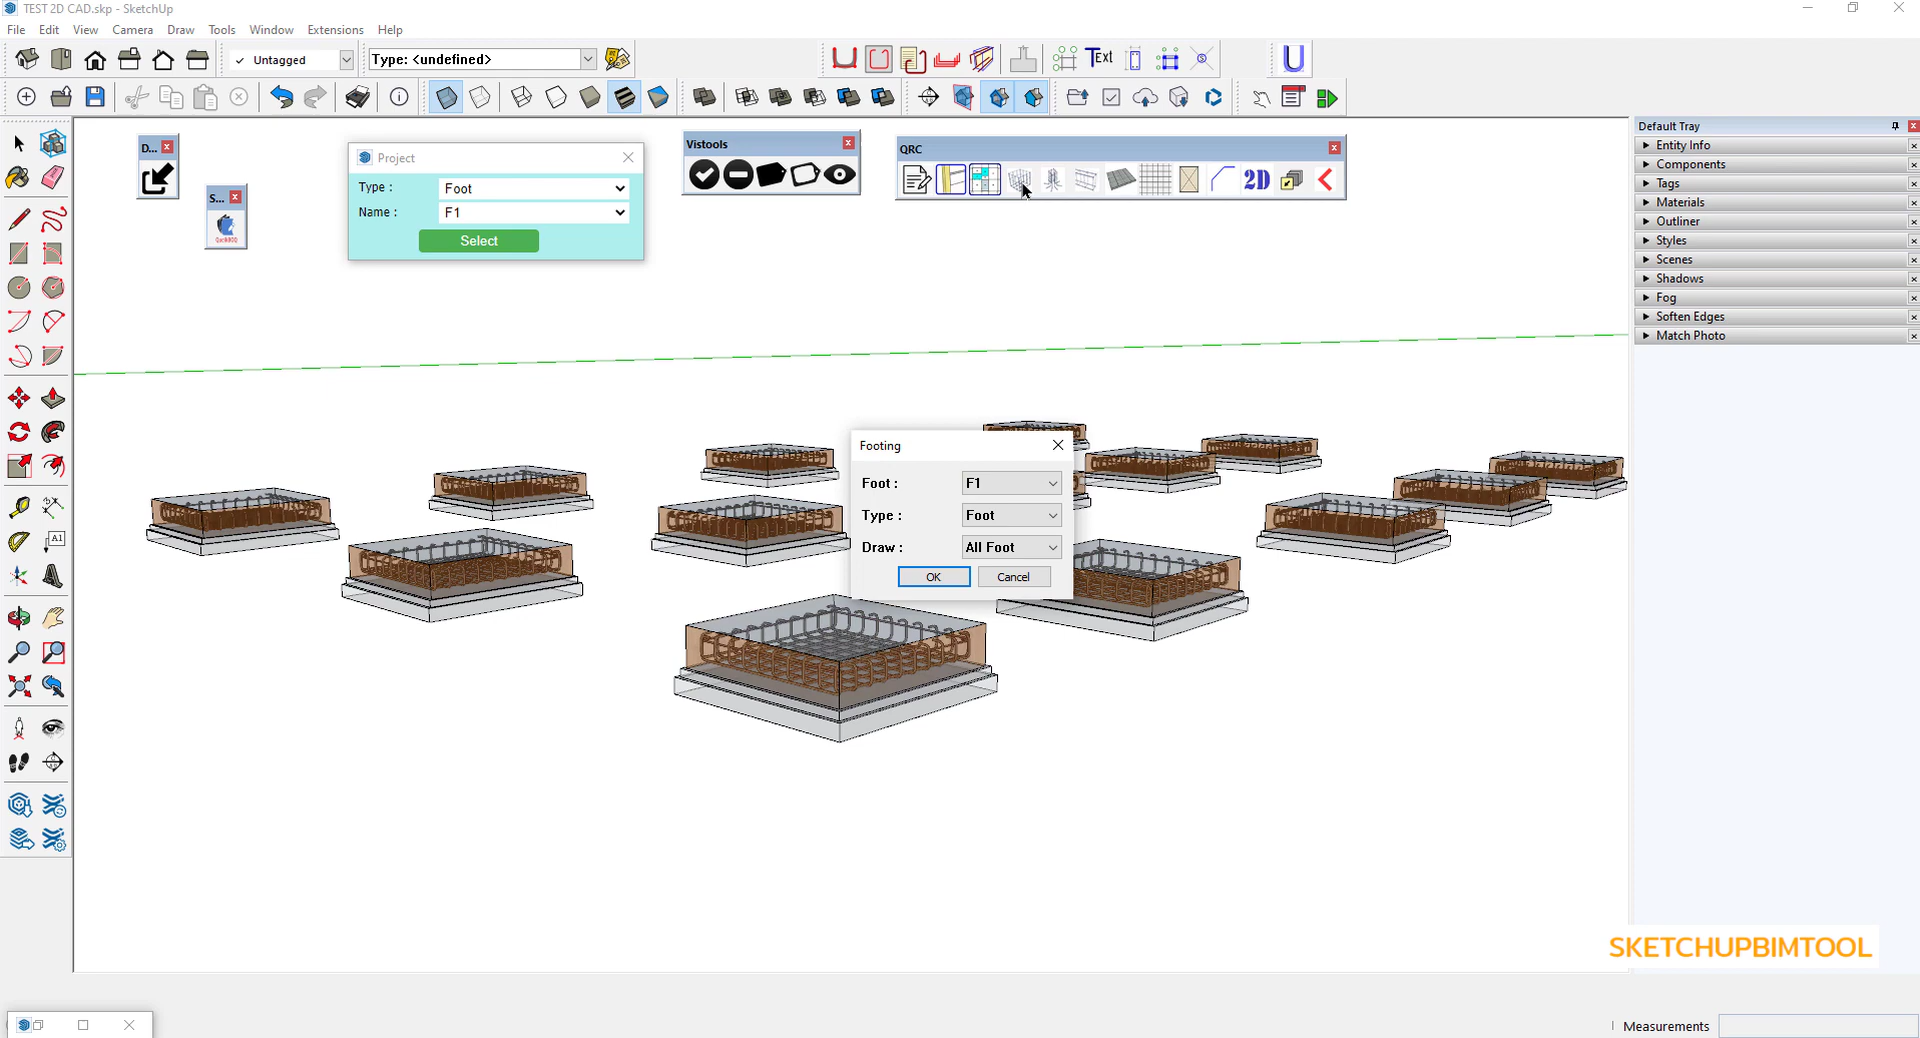 TEST 2D CAD.skp - SketchUp
File Edit View Camera Draw Tools Window Extensions Help
Untagged
Type: <undefined>
TEXt
Default Tray
Entity Info
Components
Tags
Materials
Outliner
Styles
Scenes
Shadows
Fog
Soften Edges
Match Photo
D...
S...
Project
Type :
Foot
Name :
F1
Select
Vistools
QRC
2D
Footing
Foot :
F1
Type :
Foot
Draw :
All Foot
OK
Cancel
A1
SKETCHUPBIMTOOL
Measurements